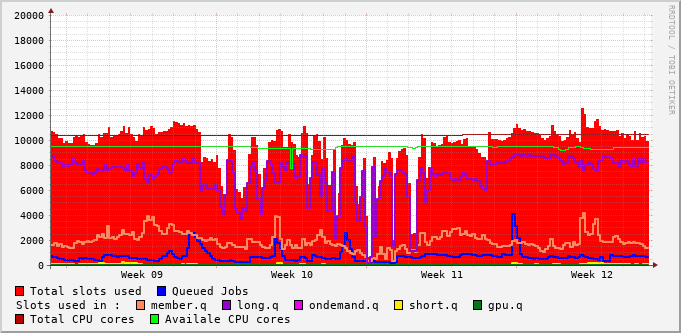 RRDTOOL / TOBI OETIKER
20000
18000
16000
14000
12000
10000
8000
6000
4000
2000
0
Week 09 Week 10 Week 11 Week 12
Total slots used Queued Jobs
Slots used in : member.q long.q ondemand.q short.q gpu.q
Total CPU cores Availale CPU cores